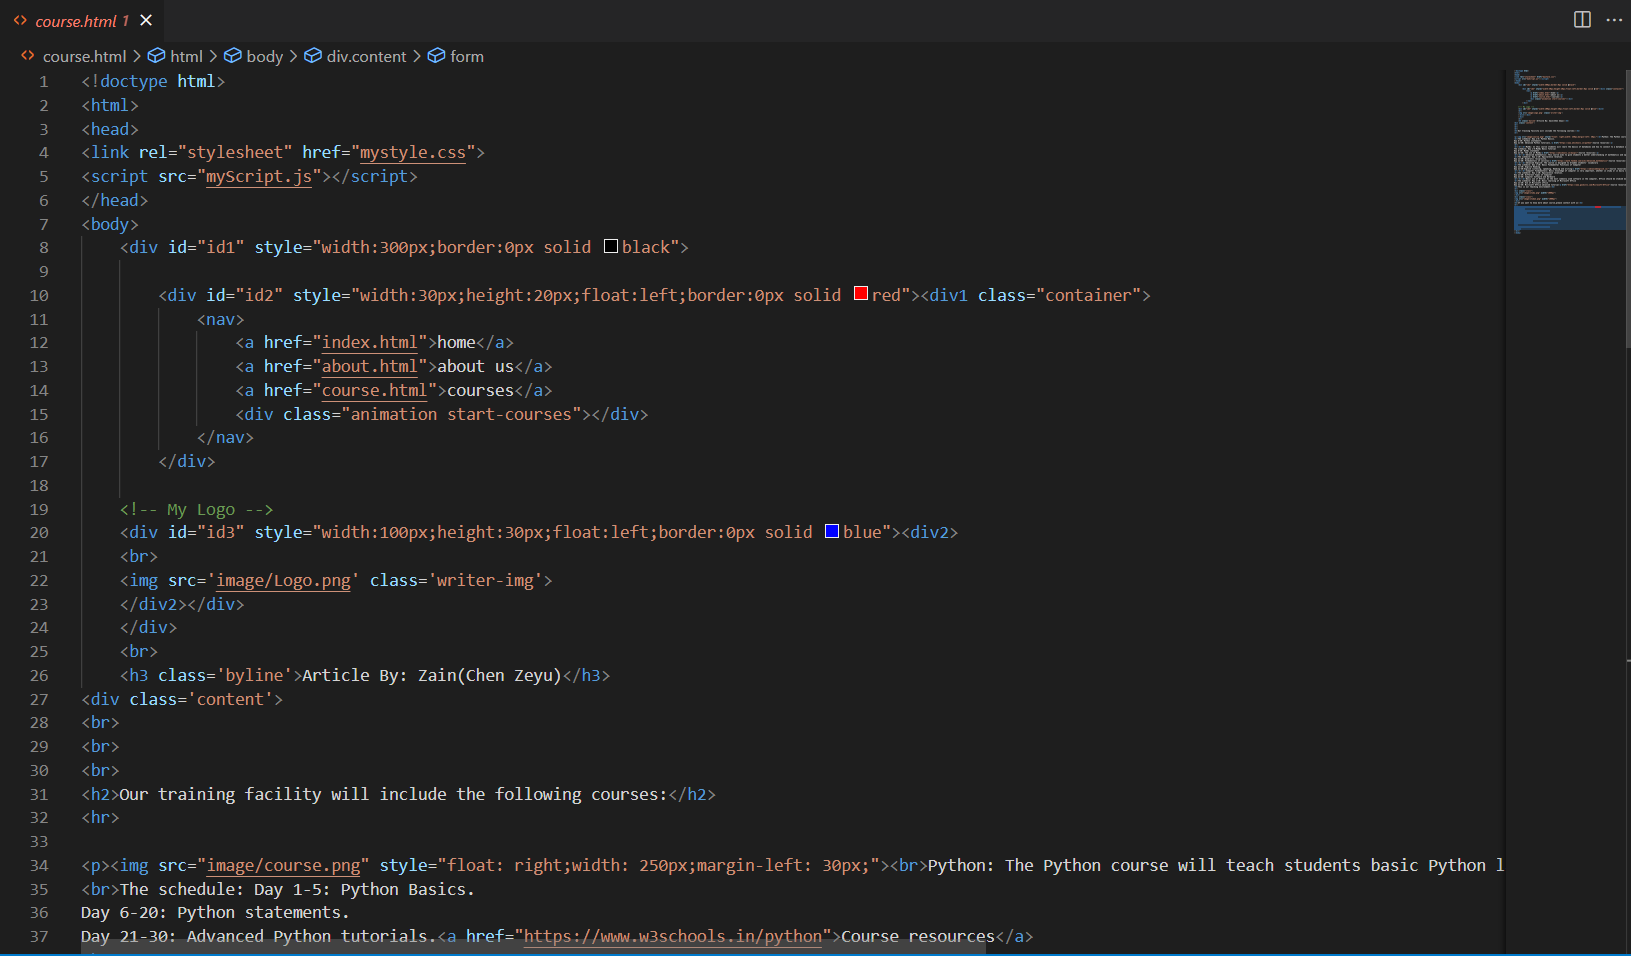 course.html 1
course.html > html > body > div.content > form
1 <!doctype html>
2 <html>
3 <head>
4 <link rel="stylesheet" href="mystyle.css">
5 <script src="myScript.js"></script>
6 </head>
7 <body>
8 <div id="id1" style="width:300px;border:0px solid black">
9
10 <div id="id2" style="width:30px;height:20px;float:left;border:0px solid red"><div1 class="container">
11 <nav>
12 <a href="index.html">home</a>
13 <a href="about.html">about us</a>
14 <a href="course.html">courses</a>
15 <div class="animation start-courses"></div>
16 </nav>
17 </div>
18
19 <!-- My Logo -->
20 <div id="id3" style="width:100px;height:30px;float:left;border:0px solid blue"><div2>
21 <br>
22 <img src='image/Logo.png' class='writer-img'>
23 </div2></div>
24 </div>
25 <br>
26 <h3 class='byline'>Article By: Zain(Chen Zeyu)</h3>
27 <div class='content'>
28 <br>
29 <br>
30 <br>
31 <h2>Our training facility will include the following courses:</h2>
32 <hr>
33
34 <p><img src="image/course.png" style="float: right;width: 250px;margin-left: 30px;"><br>Python: The Python course will teach students basic Python l
35 <br>The schedule: Day 1-5: Python Basics.
36 Day 6-20: Python statements.
37 Day 21-30: Advanced Python tutorials.<a href="https://www.w3schools.in/python">Course resources</a>